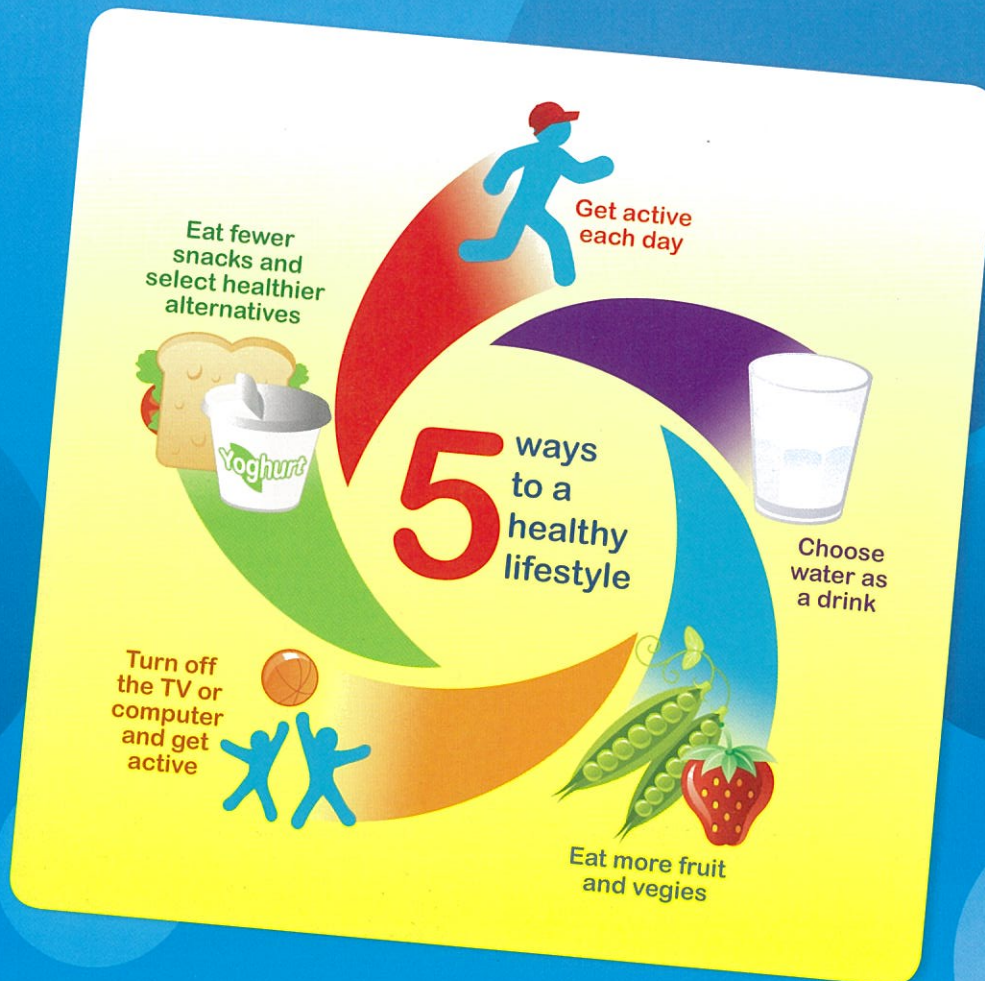 Get active
each day
Eat fewer
snacks and
select healthier
alternatives
Yoghurt
5
ways
to a
healthy
lifestyle
Choose
water as
a drink
Turn off
the TV or
computer
and get
active
Eat more fruit
and vegies